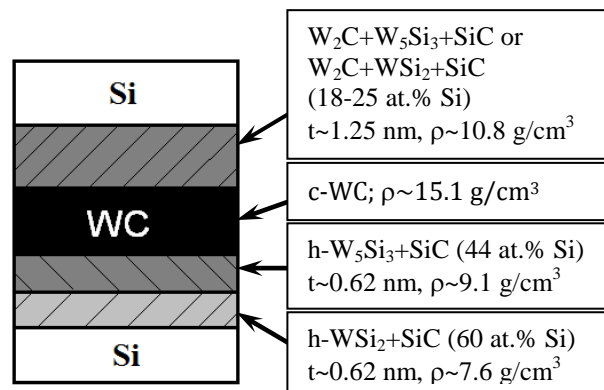 W₂C+W₅Si₃+SiC or
W₂C+WSi₂+SiC
(18-25 at.% Si)
t~1.25 nm, ρ~10.8 g/cm³
Si
c-WC; ρ~15.1 g/cm³
WC
h-W₅Si₃+SiC (44 at.% Si)
t~0.62 nm, ρ~9.1 g/cm³
h-WSi₂+SiC (60 at.% Si)
t~0.62 nm, ρ~7.6 g/cm³
Si